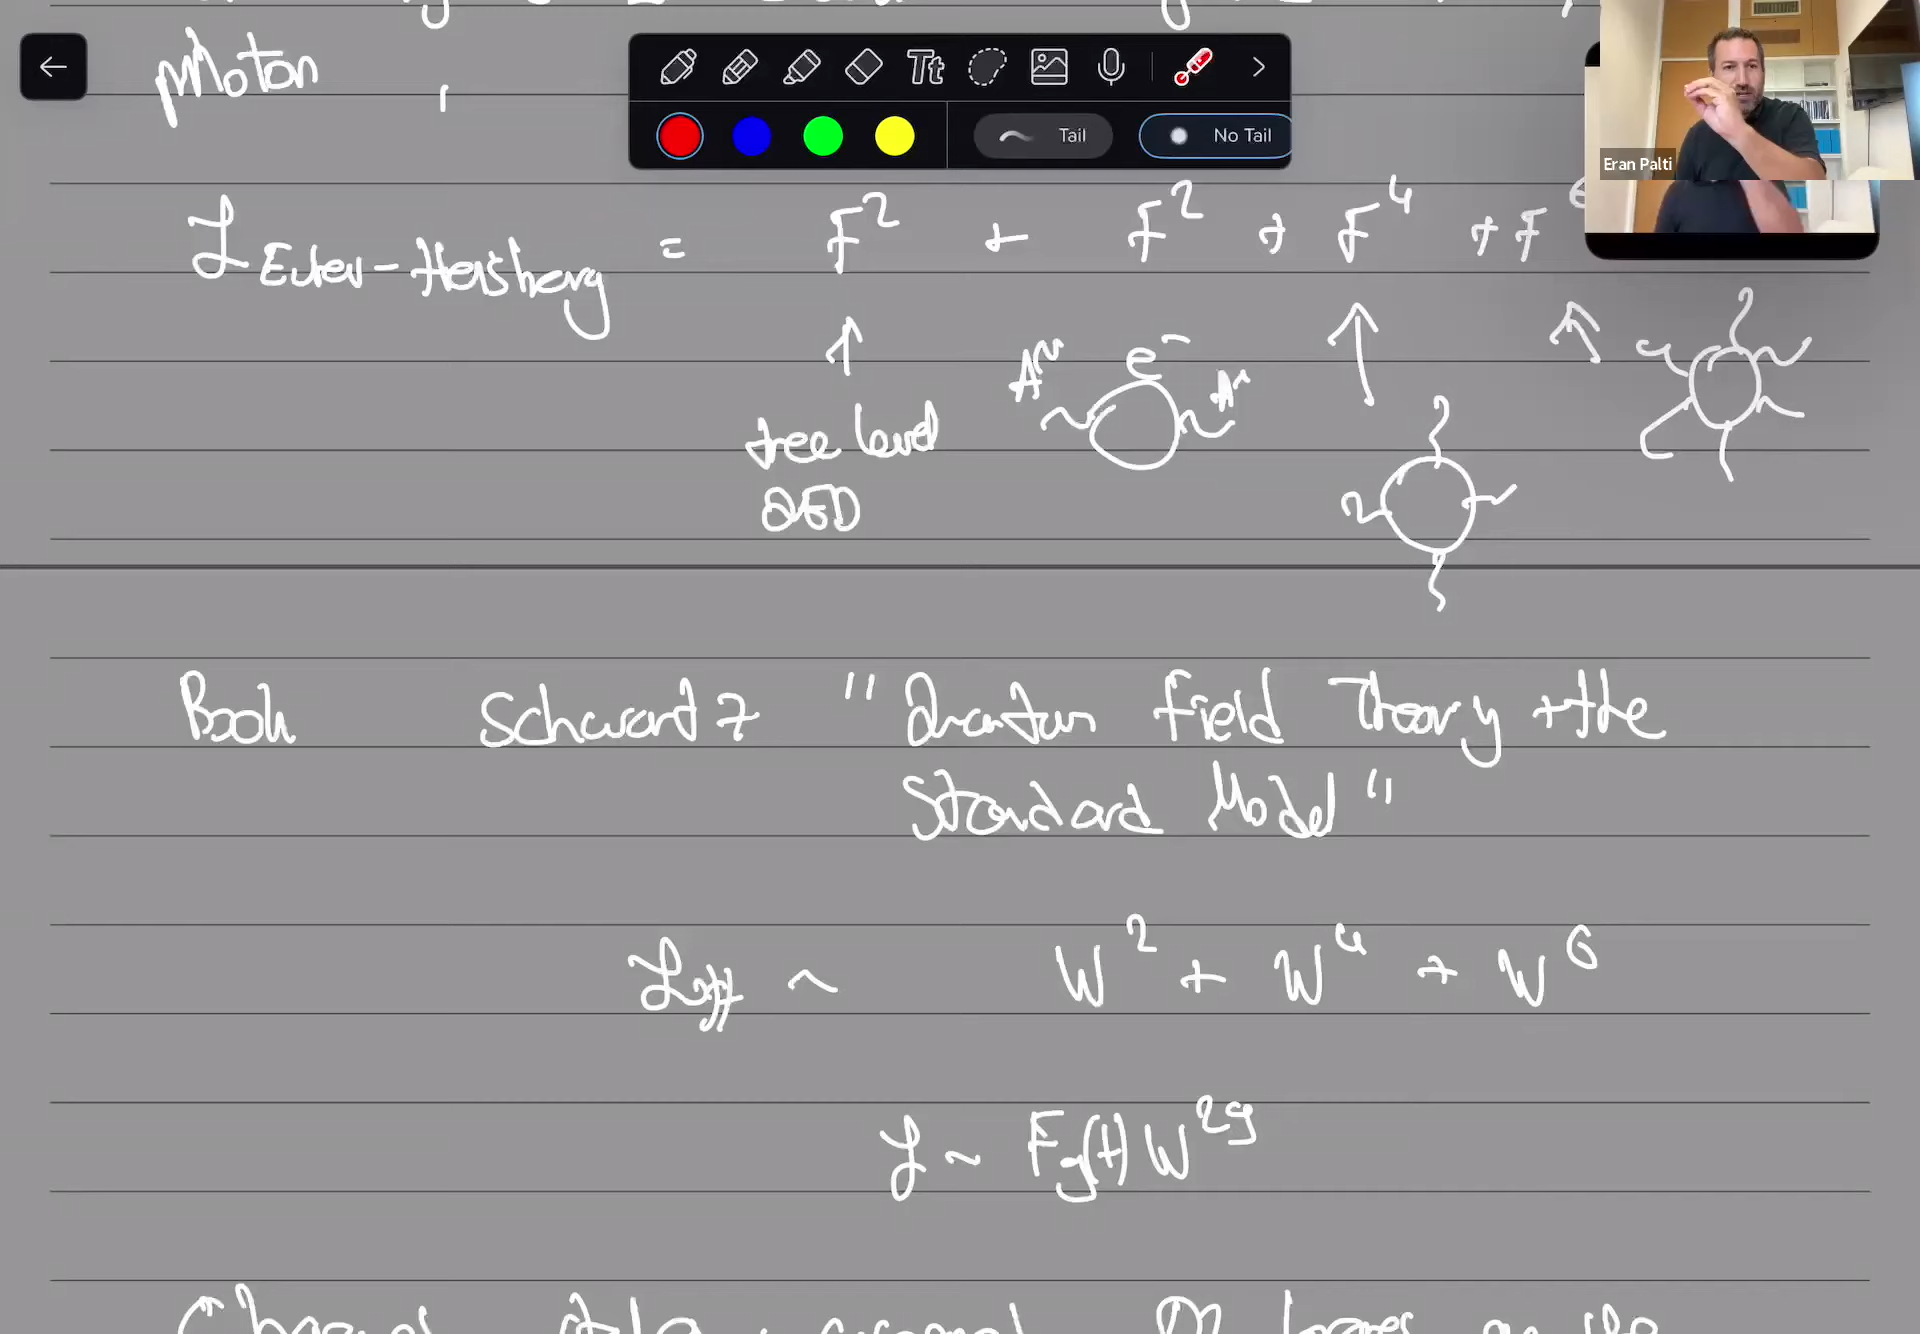 Photon ,
Tt
Tail No Tail
Eran Palti
ℒ Euler-Heisberg = F² + F² + F⁴ + F
A^μ e⁻ A^μ
tree level
QED
Book Schwartz "Quantum Field Theory + the
Standard Model"
ℒeff ~ W² + W⁴ + W⁶
ℒ ~ F_g(t) W^2g